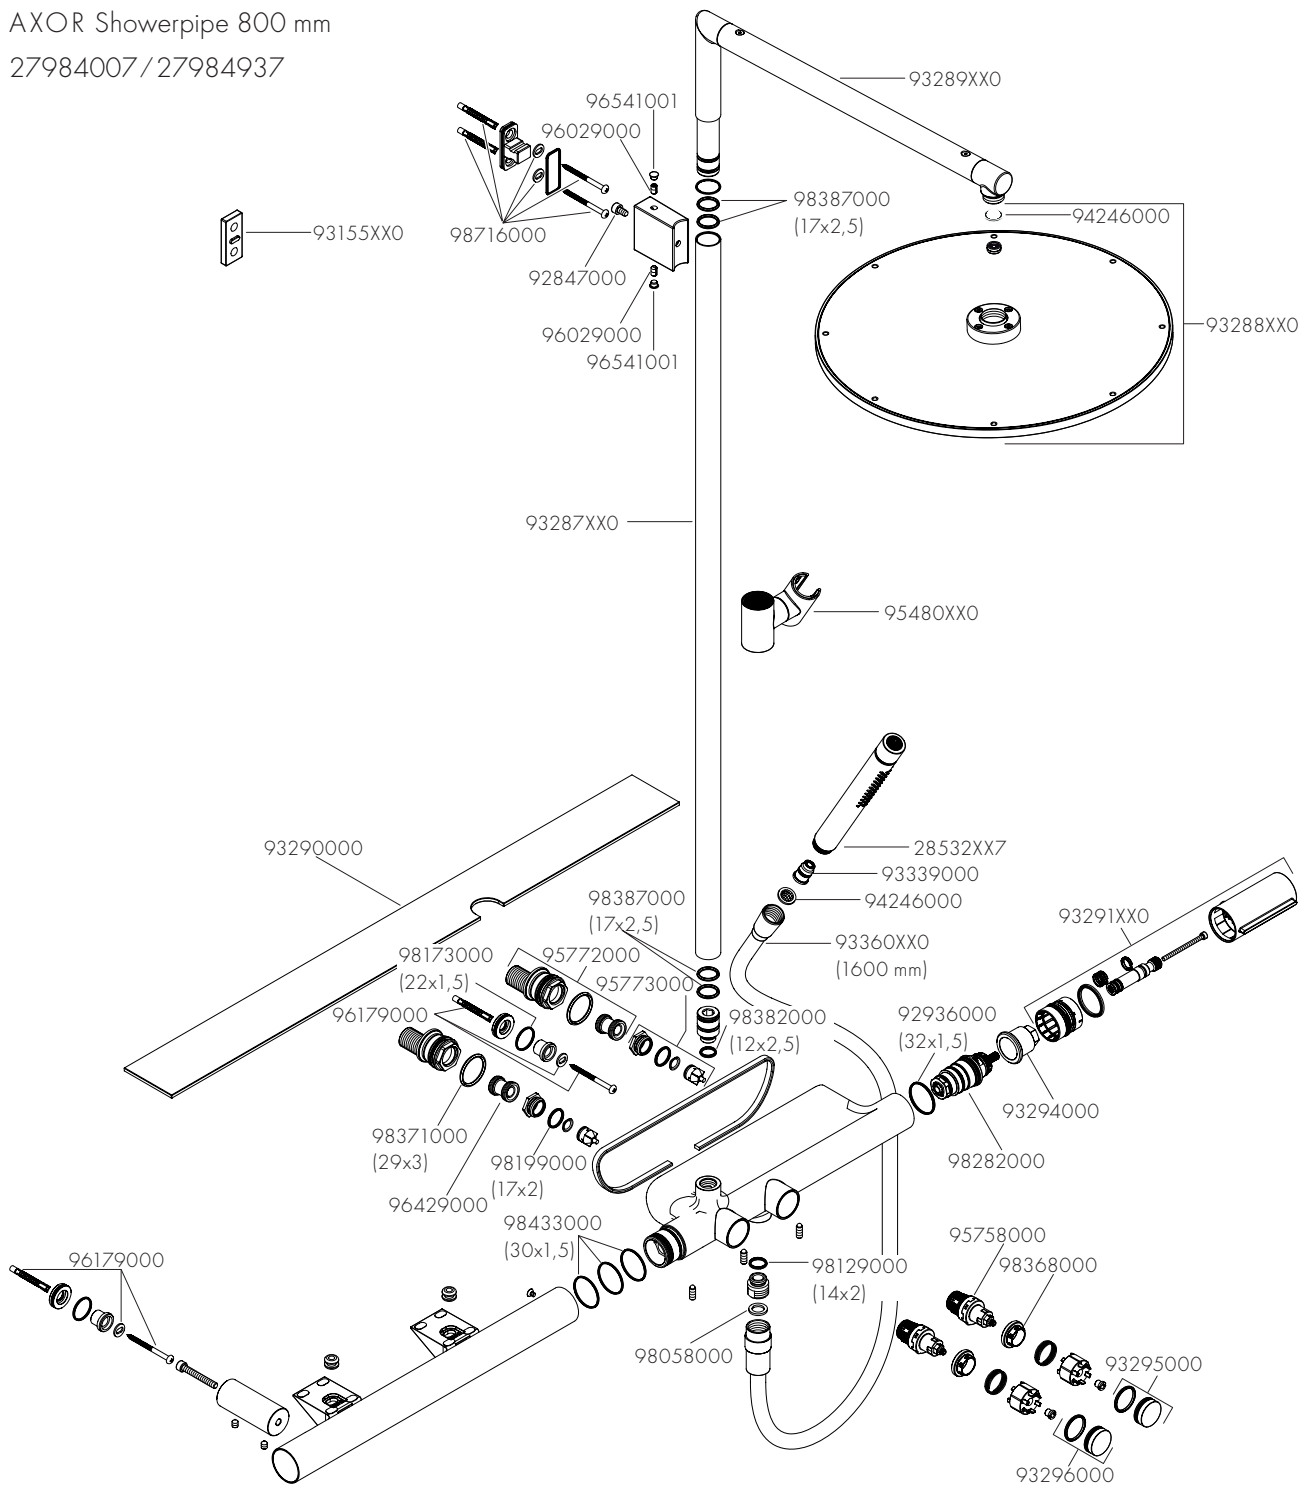 AXOR Showerpipe 800 mm
27984007/27984937
93289XX0
96541001
96029000
98387000
(17x2,5)
94246000
93155XX0
98716000
92847000
93288XX0
96029000
96541001
93287XX0
95480XX0
93290000
28532XX7
93339000
94246000
98387000
(17x2,5)
93291XX0
93360XX0
(1600 mm)
98173000
(22x1,5)
95772000
95773000
96179000
98382000
(12x2,5)
92936000
(32x1,5)
93294000
98371000
(29x3)
98199000
(17x2)
98282000
96429000
98433000
(30x1,5)
95758000
98368000
96179000
98129000
(14x2)
98058000
93295000
93296000